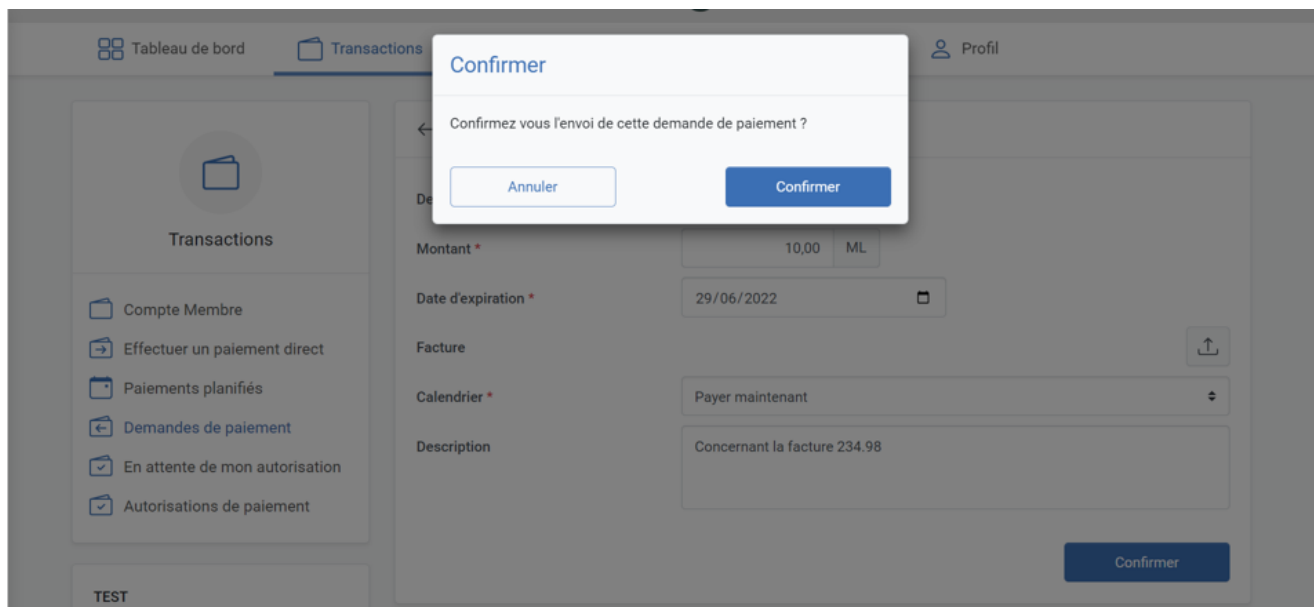 Tableau de bord
Transactions
Profil
Confirmer
Confirmez vous l'envoi de cette demande de paiement ?
Annuler
Confirmer
Transactions
Compte Membre
Effectuer un paiement direct
Paiements planifiés
Demandes de paiement
En attente de mon autorisation
Autorisations de paiement
TEST
De
Montant *
10,00 ML
Date d'expiration *
29/06/2022
Facture
Calendrier *
Payer maintenant
Description
Concernant la facture 234.98
Confirmer